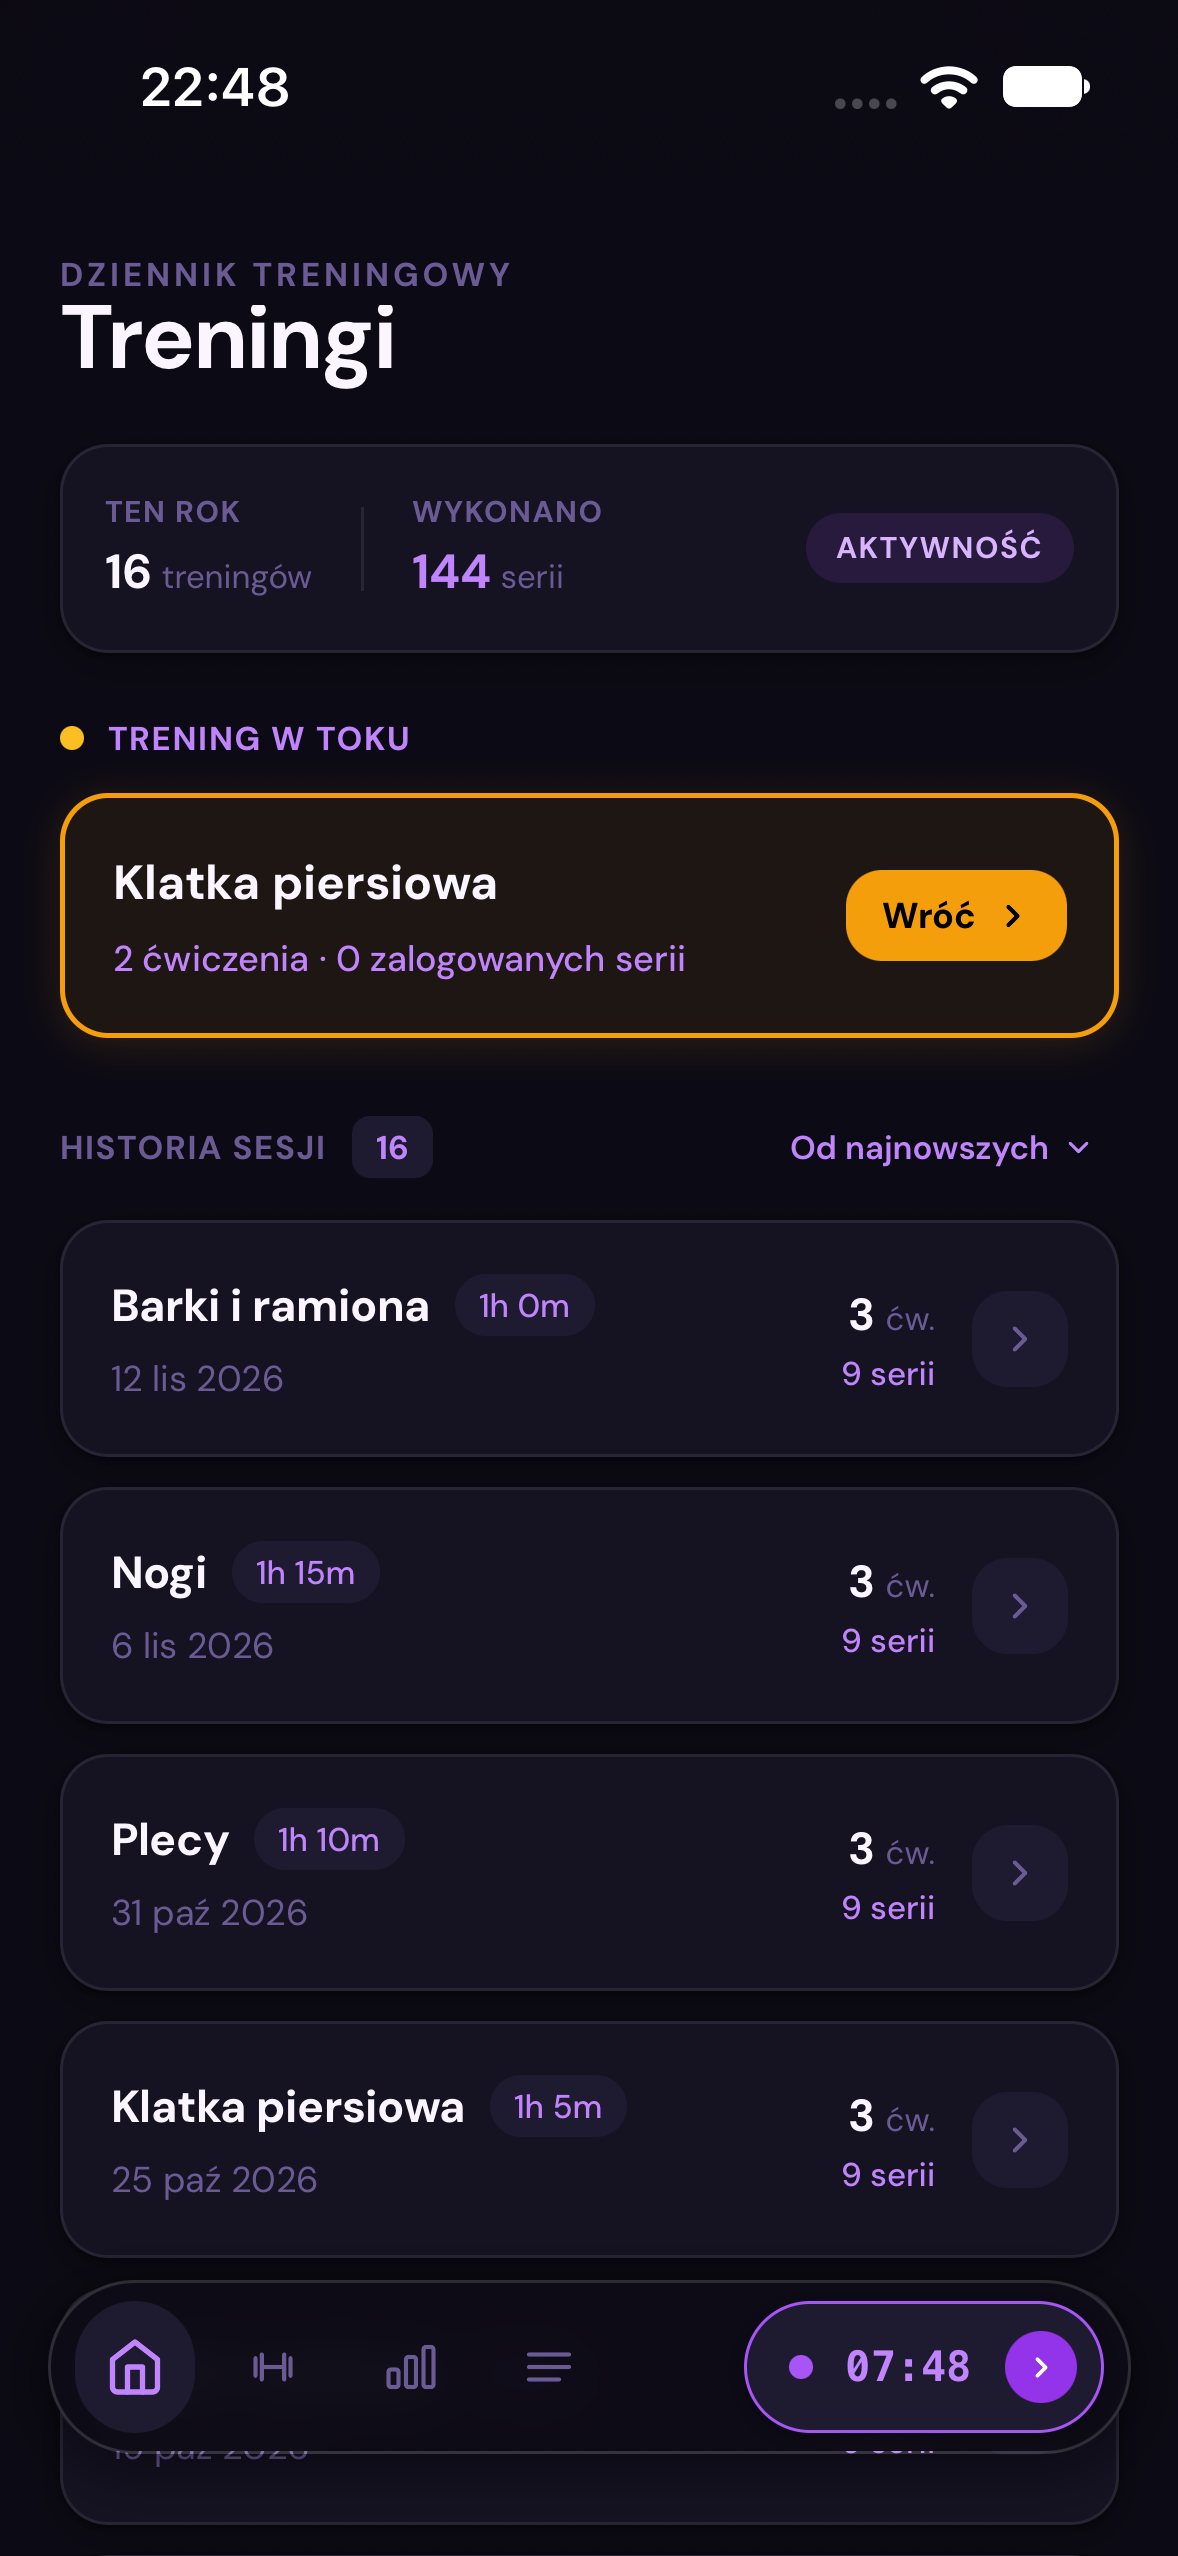 22:48
DZIENNIK TRENINGOWY
Treningi
TEN ROK
16 treningów
WYKONANO
144 serii
AKTYWNOŚĆ
TRENING W TOKU
Klatka piersiowa
2 ćwiczenia · 0 zalogowanych serii
Wróć
HISTORIA SESJI 16
Od najnowszych
Barki i ramiona 1h 0m
12 lis 2026
3 ćw.
9 serii
Nogi 1h 15m
6 lis 2026
3 ćw.
9 serii
Plecy 1h 10m
31 paź 2026
3 ćw.
9 serii
Klatka piersiowa 1h 5m
25 paź 2026
3 ćw.
9 serii
07:48